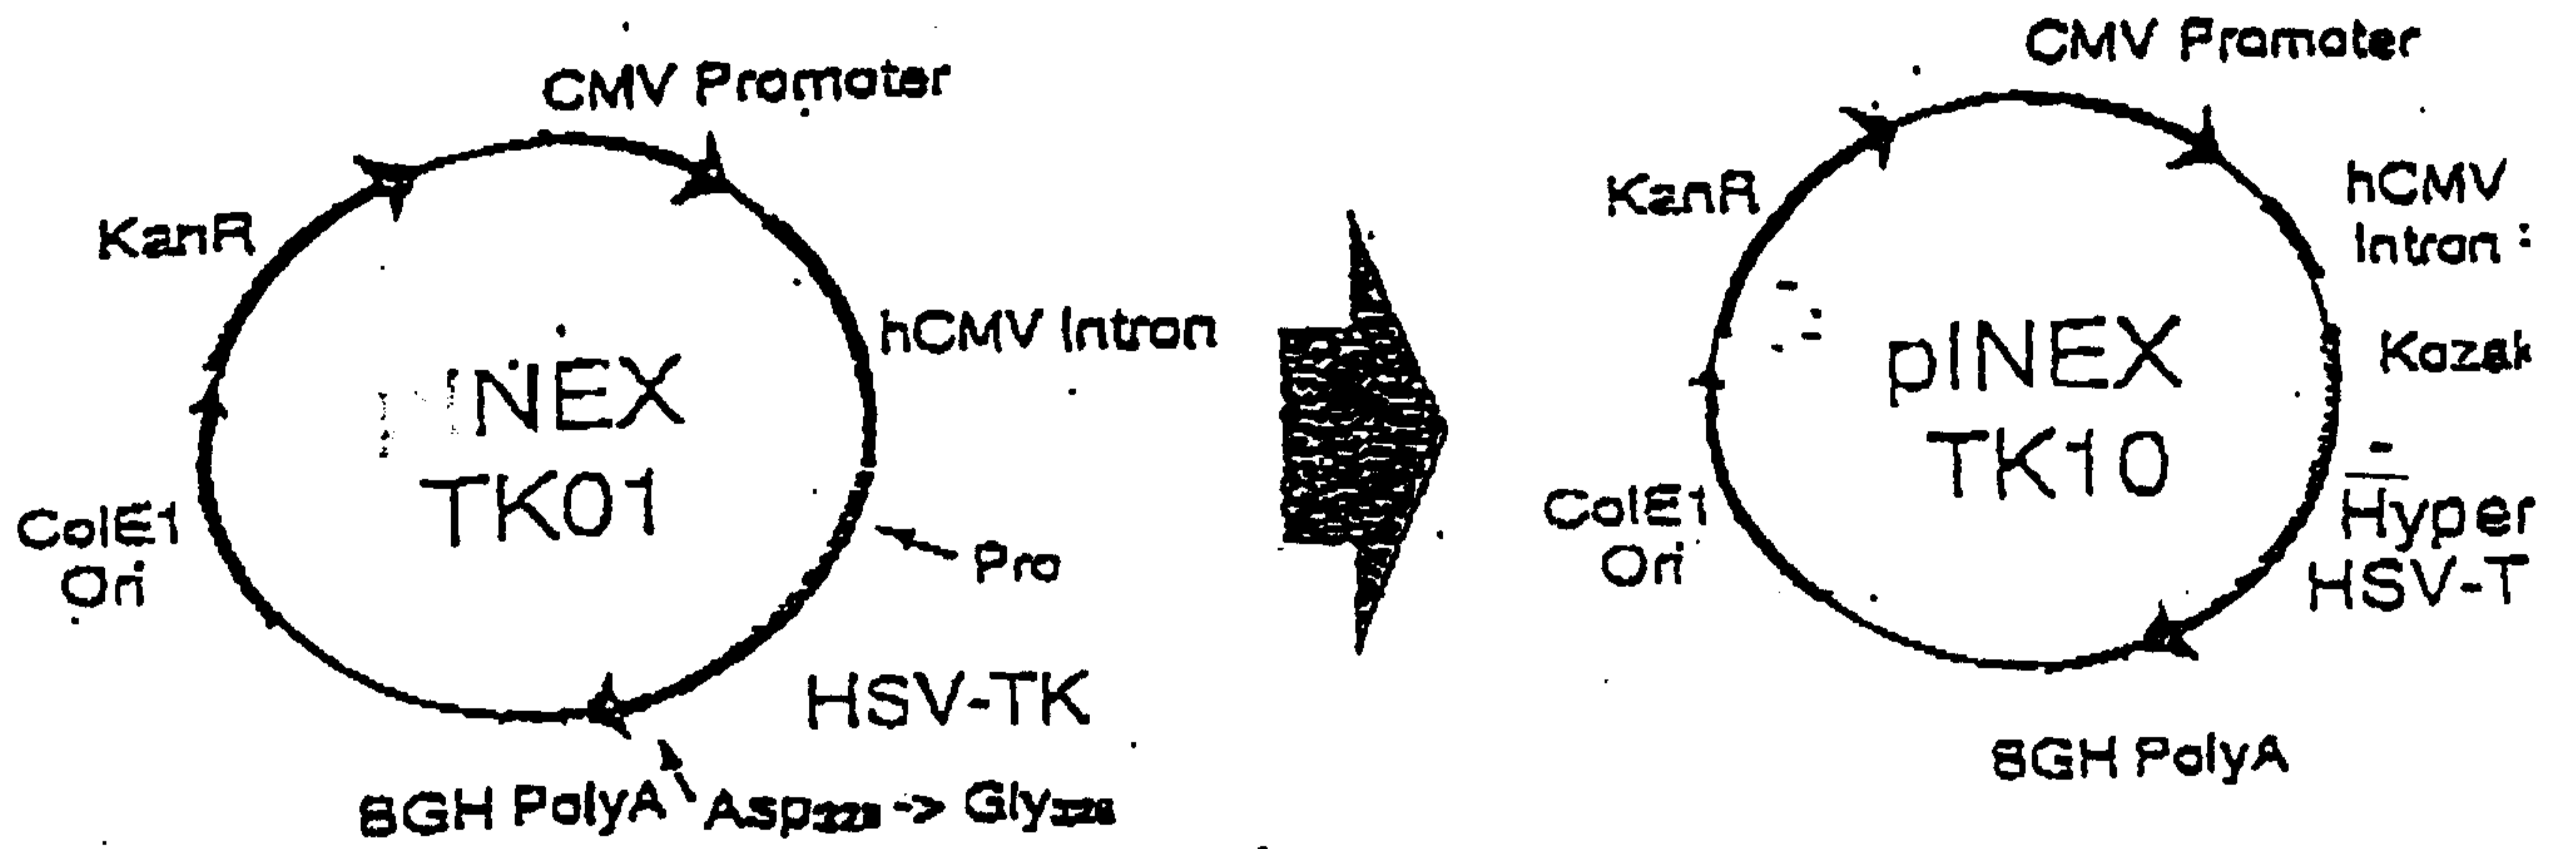 CMV Promoter
KanR
hCMV Intron
pINEX
TK01
ColE1
Ori
Pro
HSV-TK
BGH PolyA
Asp -> Gly
CMV Promoter
KanR
hCMV
Intron
Kozak
pINEX
TK10
ColE1
Ori
Hyper
HSV-T
BGH PolyA